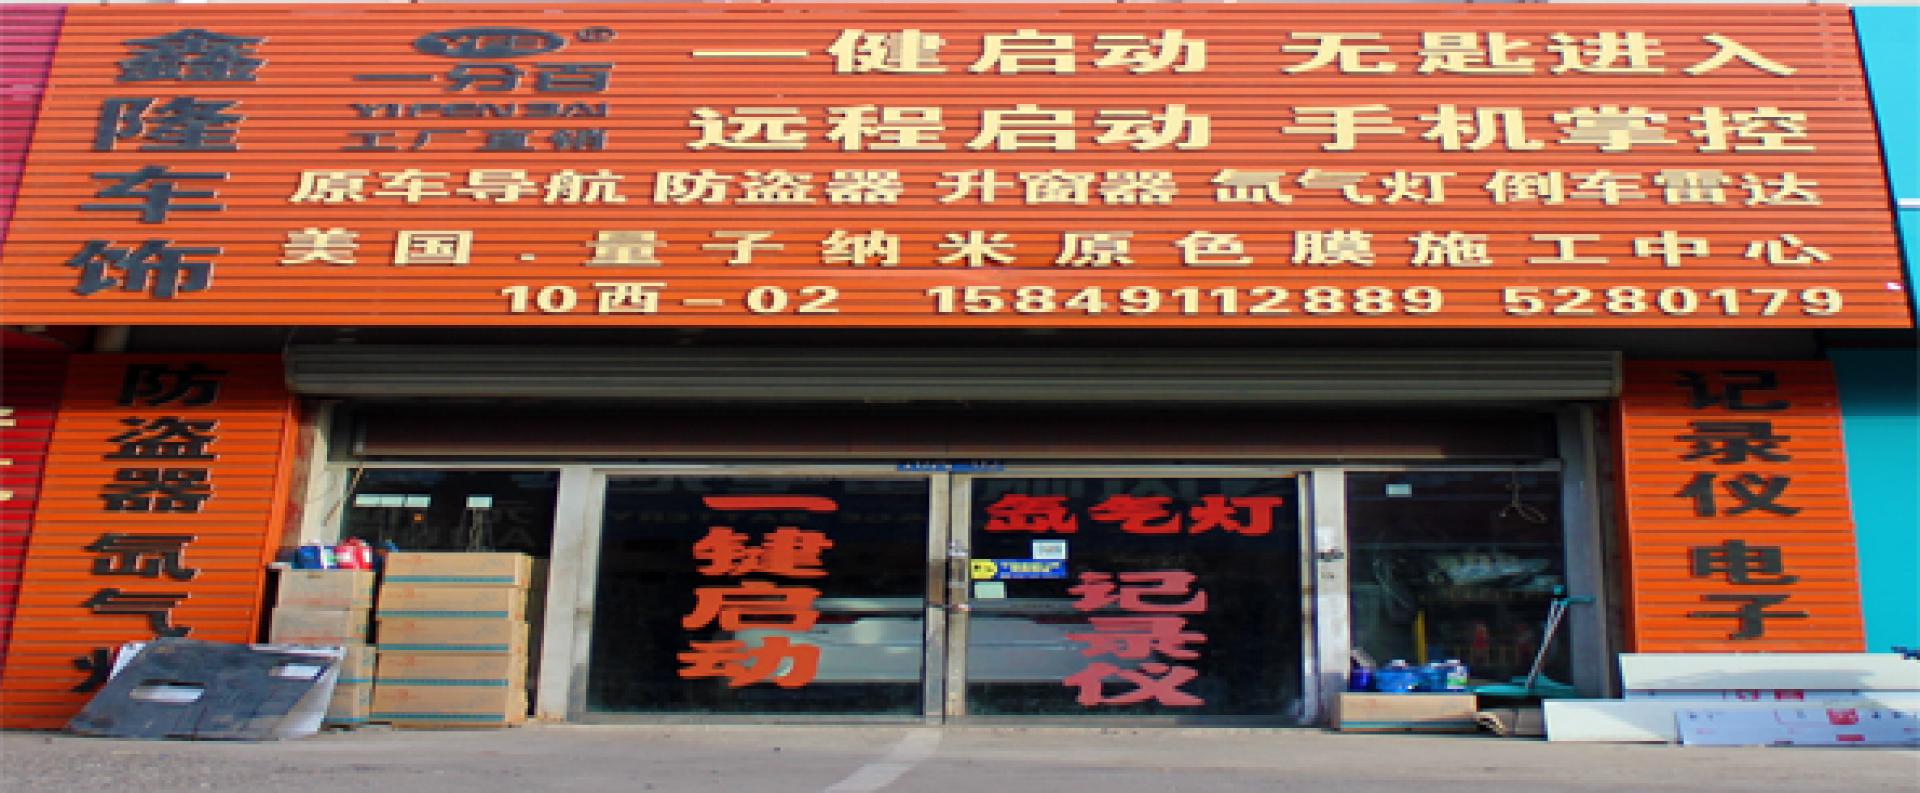 鑫隆车饰
YFB
一分百
YIFENBAI
工厂直销
一健启动 无匙进入
远程启动 手机掌控
原车导航 防盗器 升窗器 氙气灯 倒车雷达
美国.量子纳米原色膜施工中心
10西-02 15849112889 5280179
防盗器 氙气灯
一键启动
氙气灯
记录仪
记录仪 电子